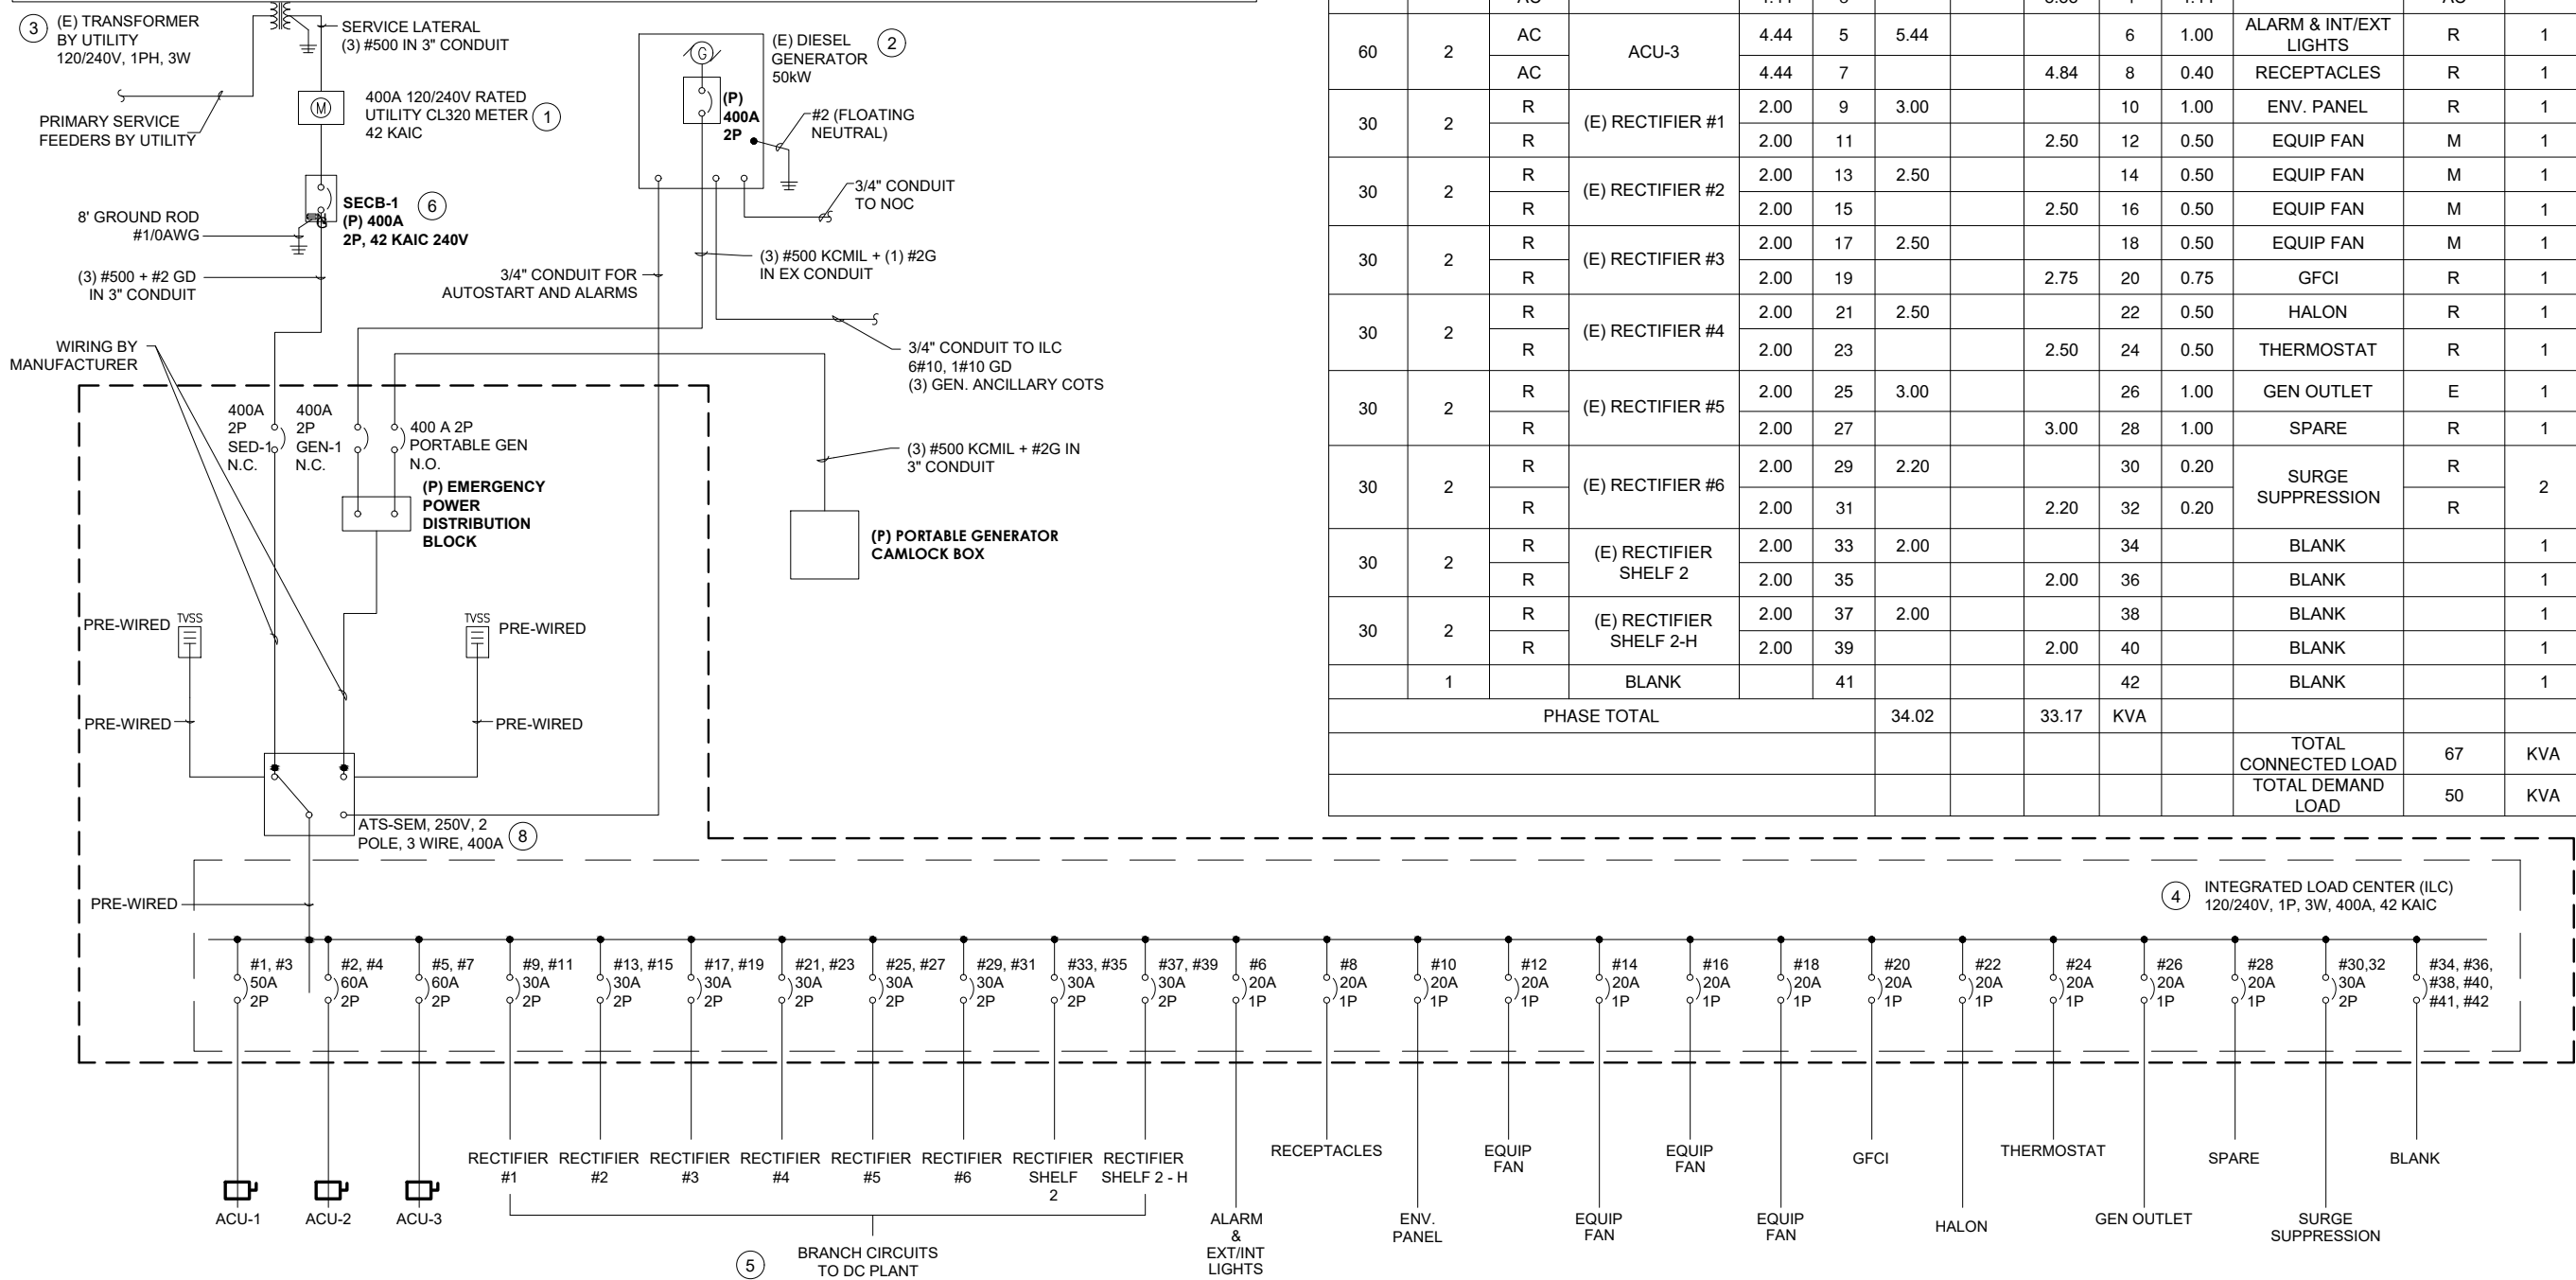 3
(E) TRANSFORMER
BY UTILITY
120/240V, 1PH, 3W
SERVICE LATERAL
(3) #500 IN 3" CONDUIT
PRIMARY SERVICE
FEEDERS BY UTILITY
M
400A 120/240V RATED
UTILITY CL320 METER
42 KAIC
1
SECB-1
(P) 400A
2P, 42 KAIC 240V
6
8' GROUND ROD
#1/0AWG
(3) #500 + #2 GD
IN 3" CONDUIT
WIRING BY
MANUFACTURER
G
(E) DIESEL
GENERATOR
50kW
2
(P)
400A
2P
#2 (FLOATING
NEUTRAL)
3/4" CONDUIT
TO NOC
(3) #500 KCMIL + (1) #2G
IN EX CONDUIT
3/4" CONDUIT FOR
AUTOSTART AND ALARMS
3/4" CONDUIT TO ILC
6#10, 1#10 GD
(3) GEN. ANCILLARY COTS
(3) #500 KCMIL + #2G IN
3" CONDUIT
400A
2P
SED-1
N.C.
400A
2P
GEN-1
N.C.
400 A 2P
PORTABLE GEN
N.O.
(P) EMERGENCY
POWER
DISTRIBUTION
BLOCK
(P) PORTABLE GENERATOR
CAMLOCK BOX
PRE-WIRED
TVSS
TVSS
PRE-WIRED
PRE-WIRED
PRE-WIRED
ATS-SEM, 250V, 2
POLE, 3 WIRE, 400A
8
PRE-WIRED
60 2 AC ACU-3 4.44 5 5.44 6 1.00 ALARM & INT/EXT LIGHTS R 1
AC 4.44 7 4.84 8 0.40 RECEPTACLES R 1
30 2 R (E) RECTIFIER #1 2.00 9 3.00 10 1.00 ENV. PANEL R 1
R 2.00 11 2.50 12 0.50 EQUIP FAN M 1
30 2 R (E) RECTIFIER #2 2.00 13 2.50 14 0.50 EQUIP FAN M 1
R 2.00 15 2.50 16 0.50 EQUIP FAN M 1
30 2 R (E) RECTIFIER #3 2.00 17 2.50 18 0.50 EQUIP FAN M 1
R 2.00 19 2.75 20 0.75 GFCI R 1
30 2 R (E) RECTIFIER #4 2.00 21 2.50 22 0.50 HALON R 1
R 2.00 23 2.50 24 0.50 THERMOSTAT R 1
30 2 R (E) RECTIFIER #5 2.00 25 3.00 26 1.00 GEN OUTLET E 1
R 2.00 27 3.00 28 1.00 SPARE R 1
30 2 R (E) RECTIFIER #6 2.00 29 2.20 30 0.20 SURGE SUPPRESSION R 2
R 2.00 31 2.20 32 0.20 R
30 2 R (E) RECTIFIER SHELF 2 2.00 33 2.00 34 BLANK 1
R 2.00 35 2.00 36 BLANK 1
30 2 R (E) RECTIFIER SHELF 2-H 2.00 37 2.00 38 BLANK 1
R 2.00 39 2.00 40 BLANK 1
1 BLANK 41 42 BLANK 1
PHASE TOTAL 34.02 33.17 KVA
TOTAL CONNECTED LOAD 67 KVA
TOTAL DEMAND LOAD 50 KVA
4
INTEGRATED LOAD CENTER (ILC)
120/240V, 1P, 3W, 400A, 42 KAIC
#1, #3
50A
2P
#2, #4
60A
2P
#5, #7
60A
2P
#9, #11
30A
2P
#13, #15
30A
2P
#17, #19
30A
2P
#21, #23
30A
2P
#25, #27
30A
2P
#29, #31
30A
2P
#33, #35
30A
2P
#37, #39
30A
2P
#6
20A
1P
#8
20A
1P
#10
20A
1P
#12
20A
1P
#14
20A
1P
#16
20A
1P
#18
20A
1P
#20
20A
1P
#22
20A
1P
#24
20A
1P
#26
20A
1P
#28
20A
1P
#30,32
30A
2P
#34, #36,
#38, #40,
#41, #42
ACU-1
ACU-2
ACU-3
RECTIFIER
#1
RECTIFIER
#2
RECTIFIER
#3
RECTIFIER
#4
RECTIFIER
#5
RECTIFIER
#6
RECTIFIER
SHELF
2
RECTIFIER
SHELF 2 - H
5
BRANCH CIRCUITS
TO DC PLANT
ALARM
&
EXT/INT
LIGHTS
RECEPTACLES
ENV.
PANEL
EQUIP
FAN
EQUIP
FAN
EQUIP
FAN
EQUIP
FAN
GFCI
HALON
THERMOSTAT
GEN OUTLET
SPARE
SURGE
SUPPRESSION
BLANK